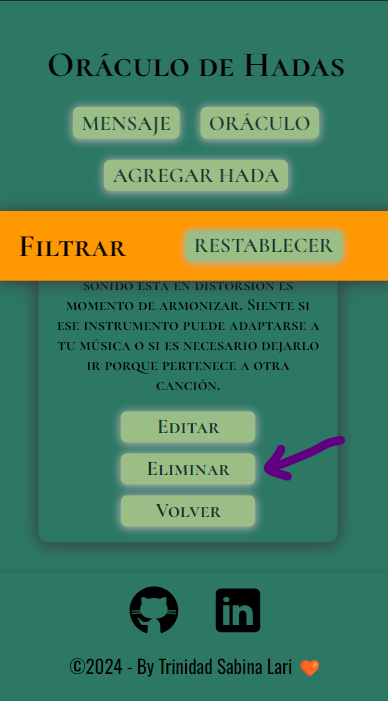 Oráculo de Hadas
MENSAJE ORÁCULO
AGREGAR HADA
Filtrar RESTABLECER
sonido está en distorsión es
momento de armonizar. Siente si
ese instrumento puede adaptarse a
tu música o si es necesario dejarlo
ir porque pertenece a otra
canción.
Editar
Eliminar
Volver
in
©2024 - By Trinidad Sabina Lari 🧡